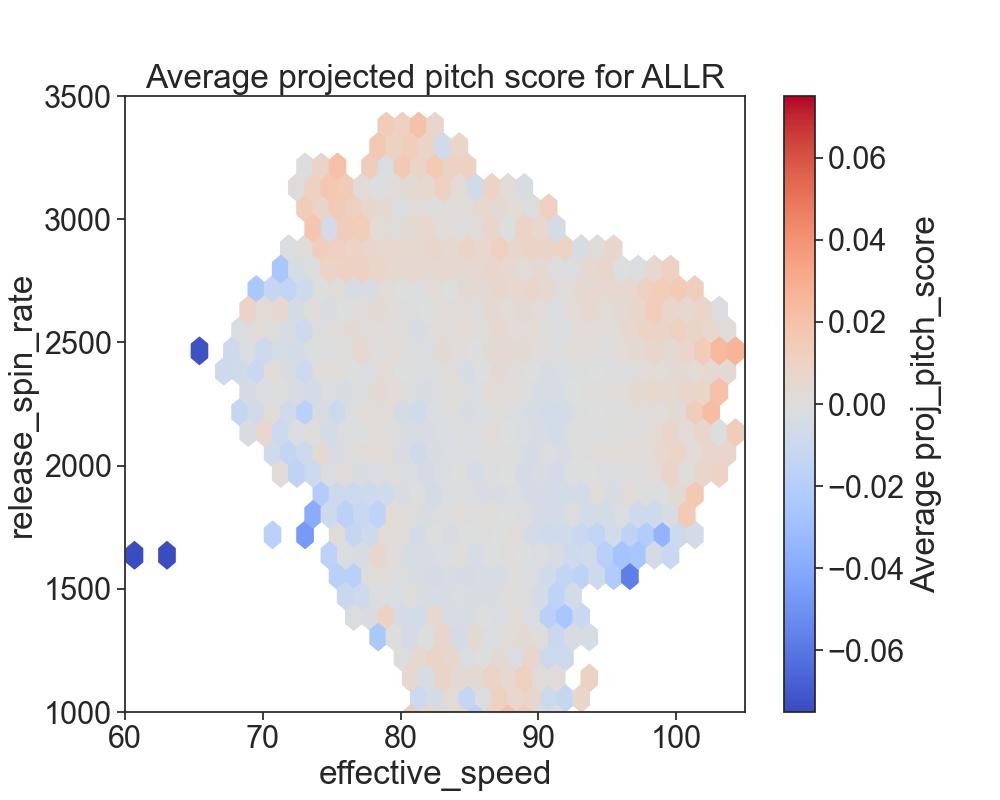 Average projected pitch score for ALLR
3500
3000
2500
2000
1500
1000
release_spin_rate
60 70 80 90 100
effective_speed
0.06
0.04
0.02
0.00
−0.02
−0.04
−0.06
Average proj_pitch_score